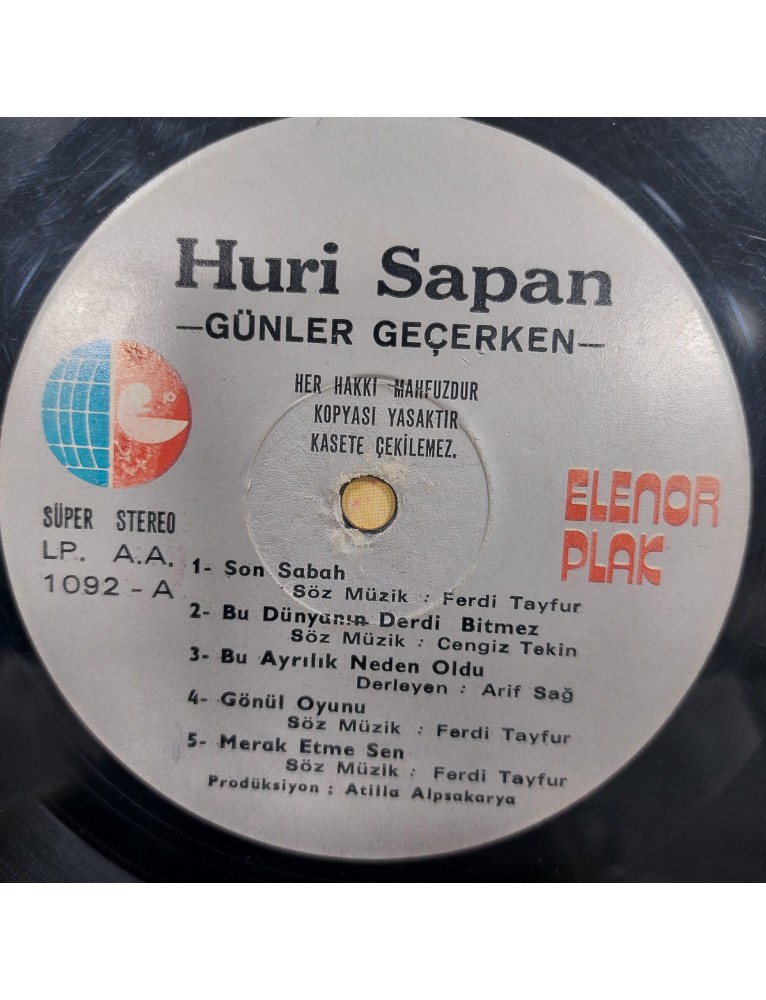 Huri Sapan
—GÜNLER GEÇERKEN—
HER HAKKI MAHFUZDUR
KOPYASI YASAKTIR
KASETE ÇEKİLEMEZ.
P
ELENOR
PLAK
SÜPER STEREO
LP. A.A.
1092 - A
1- Şon Sabah
Söz Müzik : Ferdi Tayfur
2- Bu Dünyanın Derdi Bitmez
Söz Müzik : Cengiz Tekin
3- Bu Ayrılık Neden Oldu
Derleyen : Arif Sağ
4- Gönül Oyunu
Söz Müzik : Ferdi Tayfur
5- Merak Etme Sen
Söz Müzik : Ferdi Tayfur
Prodüksiyon : Atilla Alpsakarya